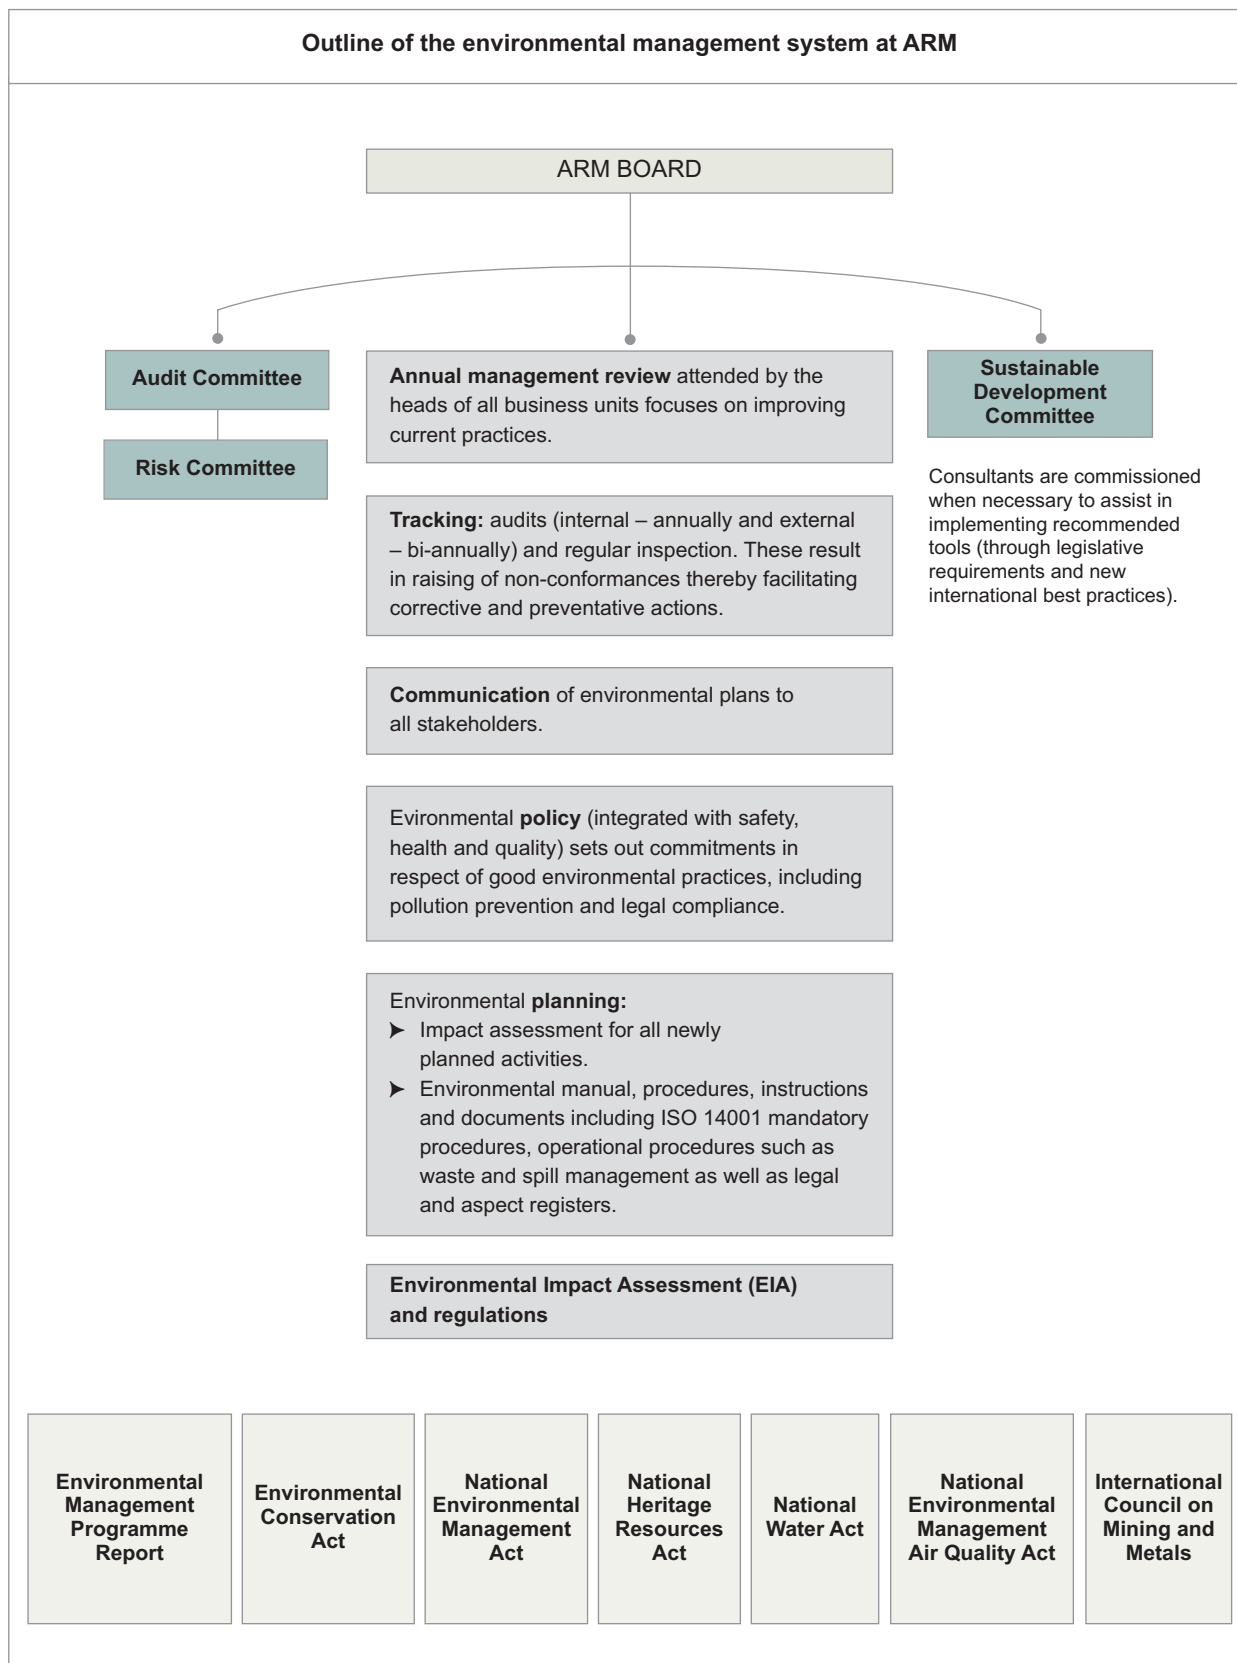 Outline of the environmental management system at ARM
ARM BOARD
Audit Committee
Risk Committee
Annual management review attended by the
heads of all business units focuses on improving
current practices.
Sustainable
Development
Committee
Consultants are commissioned
when necessary to assist in
implementing recommended
tools (through legislative
requirements and new
international best practices).
Tracking: audits (internal – annually and external
– bi-annually) and regular inspection. These result
in raising of non-conformances thereby facilitating
corrective and preventative actions.
Communication of environmental plans to
all stakeholders.
Evironmental policy (integrated with safety,
health and quality) sets out commitments in
respect of good environmental practices, including
pollution prevention and legal compliance.
Environmental planning:
➤ Impact assessment for all newly
planned activities.
➤ Environmental manual, procedures, instructions
and documents including ISO 14001 mandatory
procedures, operational procedures such as
waste and spill management as well as legal
and aspect registers.
Environmental Impact Assessment (EIA)
and regulations
Environmental
Management
Programme
Report
Environmental
Conservation
Act
National
Environmental
Management
Act
National
Heritage
Resources
Act
National
Water Act
National
Environmental
Management
Air Quality Act
International
Council on
Mining and
Metals